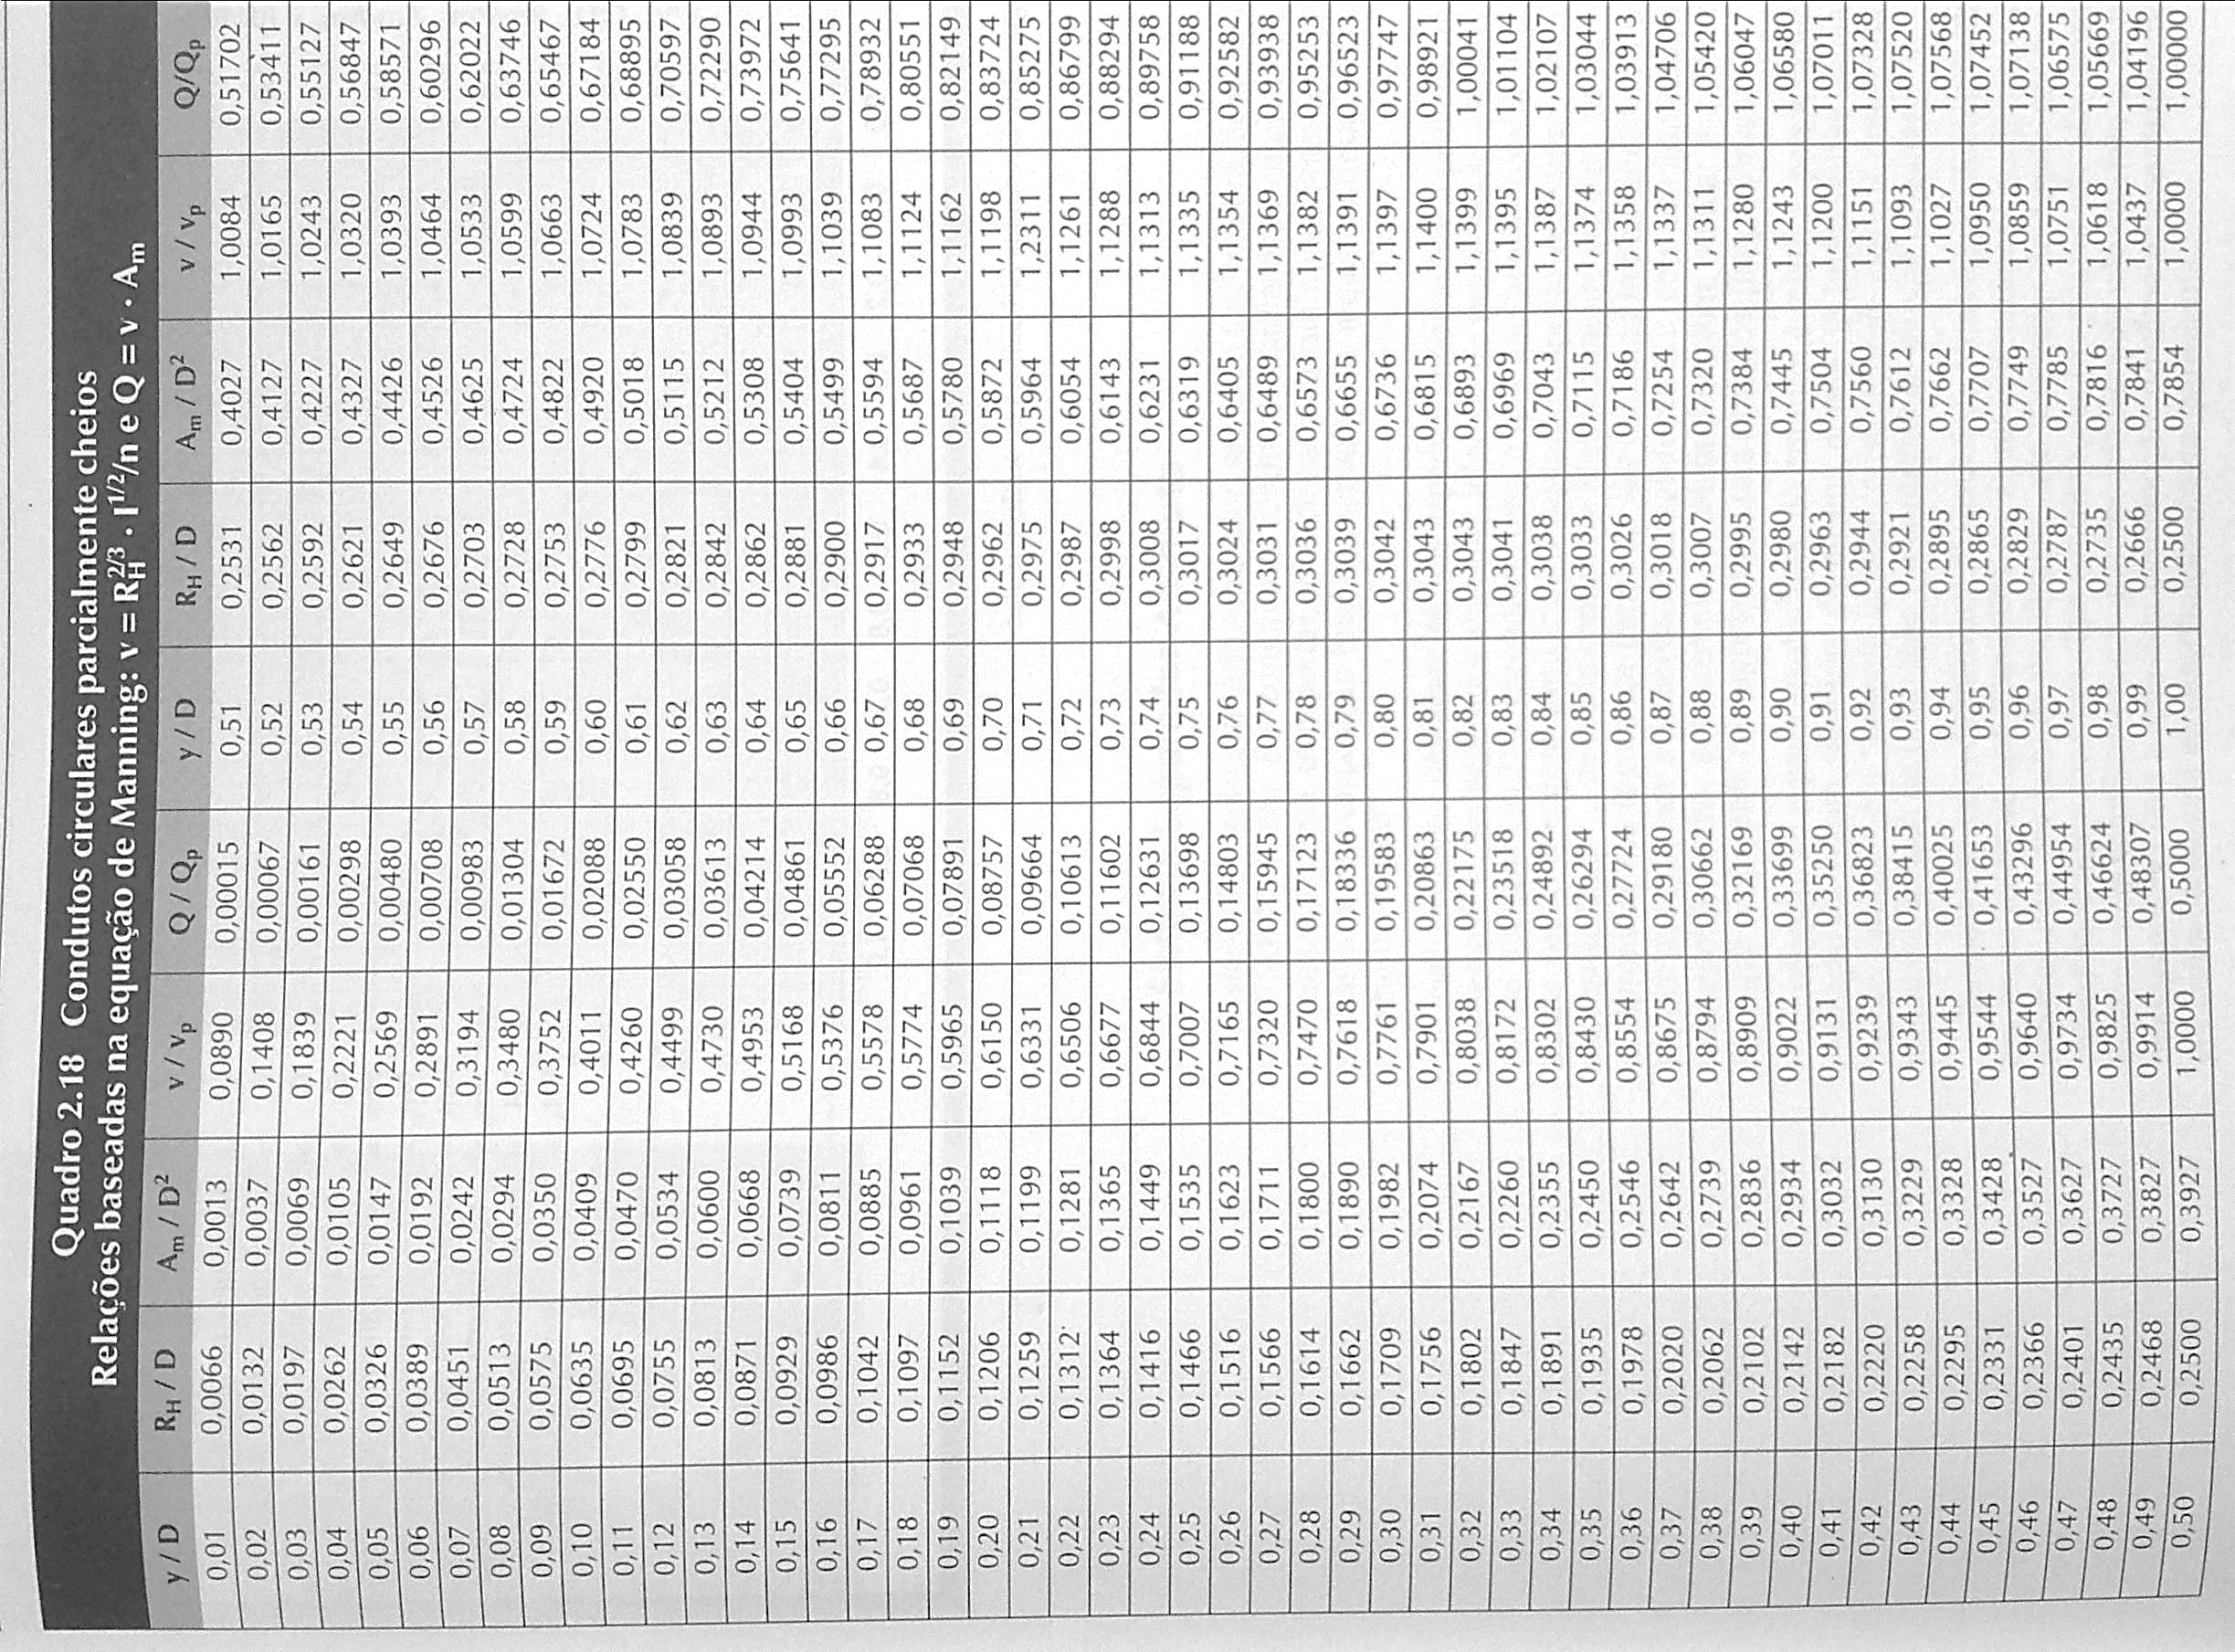 Quadro 2.18 Condutos circulares parcialmente cheios
Relações baseadas na equação de Manning: v = R_H^2/3 · I^1/2/n e Q = v · A_m
y / D R_H / D A_m / D² v / v_p Q / Q_p y / D R_H / D A_m / D² v / v_p Q/Q_p
0,01 0,0066 0,0013 0,0890 0,00015 0,51 0,2531 0,4027 1,0084 0,51702
0,02 0,0132 0,0037 0,1408 0,00067 0,52 0,2562 0,4127 1,0165 0,53411
0,03 0,0197 0,0069 0,1839 0,00161 0,53 0,2592 0,4227 1,0243 0,55127
0,04 0,0262 0,0105 0,2221 0,00298 0,54 0,2621 0,4327 1,0320 0,56847
0,05 0,0326 0,0147 0,2569 0,00480 0,55 0,2649 0,4426 1,0393 0,58571
0,06 0,0389 0,0192 0,2891 0,00708 0,56 0,2676 0,4526 1,0464 0,60296
0,07 0,0451 0,0242 0,3194 0,00983 0,57 0,2703 0,4625 1,0533 0,62022
0,08 0,0513 0,0294 0,3480 0,01304 0,58 0,2728 0,4724 1,0599 0,63746
0,09 0,0575 0,0350 0,3752 0,01672 0,59 0,2753 0,4822 1,0663 0,65467
0,10 0,0635 0,0409 0,4011 0,02088 0,60 0,2776 0,4920 1,0724 0,67184
0,11 0,0695 0,0470 0,4260 0,02550 0,61 0,2799 0,5018 1,0783 0,68895
0,12 0,0755 0,0534 0,4499 0,03058 0,62 0,2821 0,5115 1,0839 0,70597
0,13 0,0813 0,0600 0,4730 0,03613 0,63 0,2842 0,5212 1,0893 0,72290
0,14 0,0871 0,0668 0,4953 0,04214 0,64 0,2862 0,5308 1,0944 0,73972
0,15 0,0929 0,0739 0,5168 0,04861 0,65 0,2881 0,5404 1,0993 0,75641
0,16 0,0986 0,0811 0,5376 0,05552 0,66 0,2900 0,5499 1,1039 0,77295
0,17 0,1042 0,0885 0,5578 0,06288 0,67 0,2917 0,5594 1,1083 0,78932
0,18 0,1097 0,0961 0,5774 0,07068 0,68 0,2933 0,5687 1,1124 0,80551
0,19 0,1152 0,1039 0,5965 0,07891 0,69 0,2948 0,5780 1,1162 0,82149
0,20 0,1206 0,1118 0,6150 0,08757 0,70 0,2962 0,5872 1,1198 0,83724
0,21 0,1259 0,1199 0,6331 0,09664 0,71 0,2975 0,5964 1,2311 0,85275
0,22 0,1312 0,1281 0,6506 0,10613 0,72 0,2987 0,6054 1,1261 0,86799
0,23 0,1364 0,1365 0,6677 0,11602 0,73 0,2998 0,6143 1,1288 0,88294
0,24 0,1416 0,1449 0,6844 0,12631 0,74 0,3008 0,6231 1,1313 0,89758
0,25 0,1466 0,1535 0,7007 0,13698 0,75 0,3017 0,6319 1,1335 0,91188
0,26 0,1516 0,1623 0,7165 0,14803 0,76 0,3024 0,6405 1,1354 0,92582
0,27 0,1566 0,1711 0,7320 0,15945 0,77 0,3031 0,6489 1,1369 0,93938
0,28 0,1614 0,1800 0,7470 0,17123 0,78 0,3036 0,6573 1,1382 0,95253
0,29 0,1662 0,1890 0,7618 0,18336 0,79 0,3039 0,6655 1,1391 0,96523
0,30 0,1709 0,1982 0,7761 0,19583 0,80 0,3042 0,6736 1,1397 0,97747
0,31 0,1756 0,2074 0,7901 0,20863 0,81 0,3043 0,6815 1,1400 0,98921
0,32 0,1802 0,2167 0,8038 0,22175 0,82 0,3043 0,6893 1,1399 1,00041
0,33 0,1847 0,2260 0,8172 0,23518 0,83 0,3041 0,6969 1,1395 1,01104
0,34 0,1891 0,2355 0,8302 0,24892 0,84 0,3038 0,7043 1,1387 1,02107
0,35 0,1935 0,2450 0,8430 0,26294 0,85 0,3033 0,7115 1,1374 1,03044
0,36 0,1978 0,2546 0,8554 0,27724 0,86 0,3026 0,7186 1,1358 1,03913
0,37 0,2020 0,2642 0,8675 0,29180 0,87 0,3018 0,7254 1,1337 1,04706
0,38 0,2062 0,2739 0,8794 0,30662 0,88 0,3007 0,7320 1,1311 1,05420
0,39 0,2102 0,2836 0,8909 0,32169 0,89 0,2995 0,7384 1,1280 1,06047
0,40 0,2142 0,2934 0,9022 0,33699 0,90 0,2980 0,7445 1,1243 1,06580
0,41 0,2182 0,3032 0,9131 0,35250 0,91 0,2963 0,7504 1,1200 1,07011
0,42 0,2220 0,3130 0,9239 0,36823 0,92 0,2944 0,7560 1,1151 1,07328
0,43 0,2258 0,3229 0,9343 0,38415 0,93 0,2921 0,7612 1,1093 1,07520
0,44 0,2295 0,3328 0,9445 0,40025 0,94 0,2895 0,7662 1,1027 1,07568
0,45 0,2331 0,3428 0,9544 0,41653 0,95 0,2865 0,7707 1,0950 1,07452
0,46 0,2366 0,3527 0,9640 0,43296 0,96 0,2829 0,7749 1,0859 1,07138
0,47 0,2401 0,3627 0,9734 0,44954 0,97 0,2787 0,7785 1,0751 1,06575
0,48 0,2435 0,3727 0,9825 0,46624 0,98 0,2735 0,7816 1,0618 1,05669
0,49 0,2468 0,3827 0,9914 0,48307 0,99 0,2666 0,7841 1,0437 1,04196
0,50 0,2500 0,3927 1,0000 0,5000 1,00 0,2500 0,7854 1,0000 1,00000